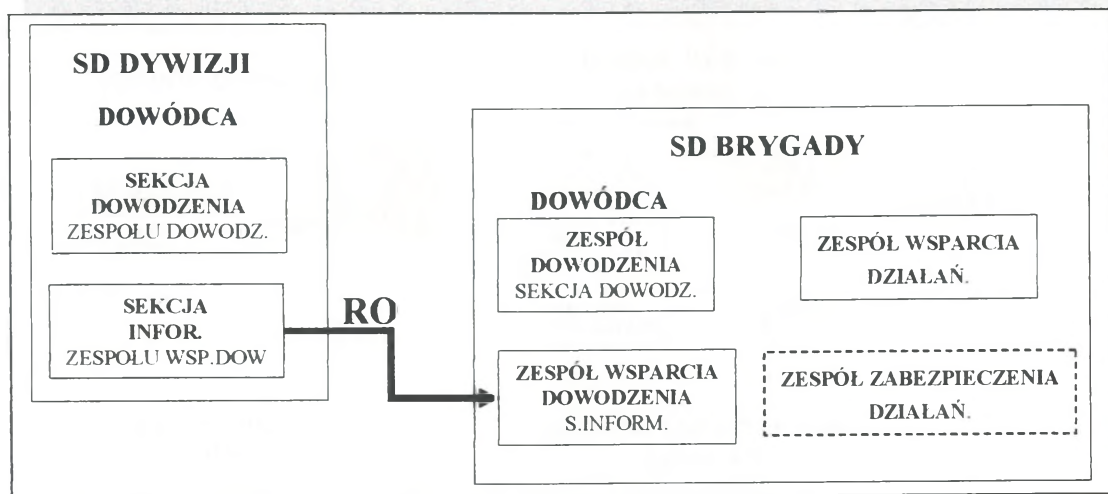 SD DYWIZJI
DOWÓDCA
SEKCJA
DOWODZENIA
ZESPOŁU DOWODZ.
SEKCJA
INFOR.
ZESPOŁU WSP.DOW
RO
SD BRYGADY
DOWÓDCA
ZESPÓŁ
DOWODZENIA
SEKCJA DOWODZ.
ZESPÓŁ WSPARCIA
DZIAŁAŃ.
ZESPÓŁ WSPARCIA
DOWODZENIA
S.INFORM.
ZESPÓŁ ZABEZPIECZENIA
DZIAŁAŃ.